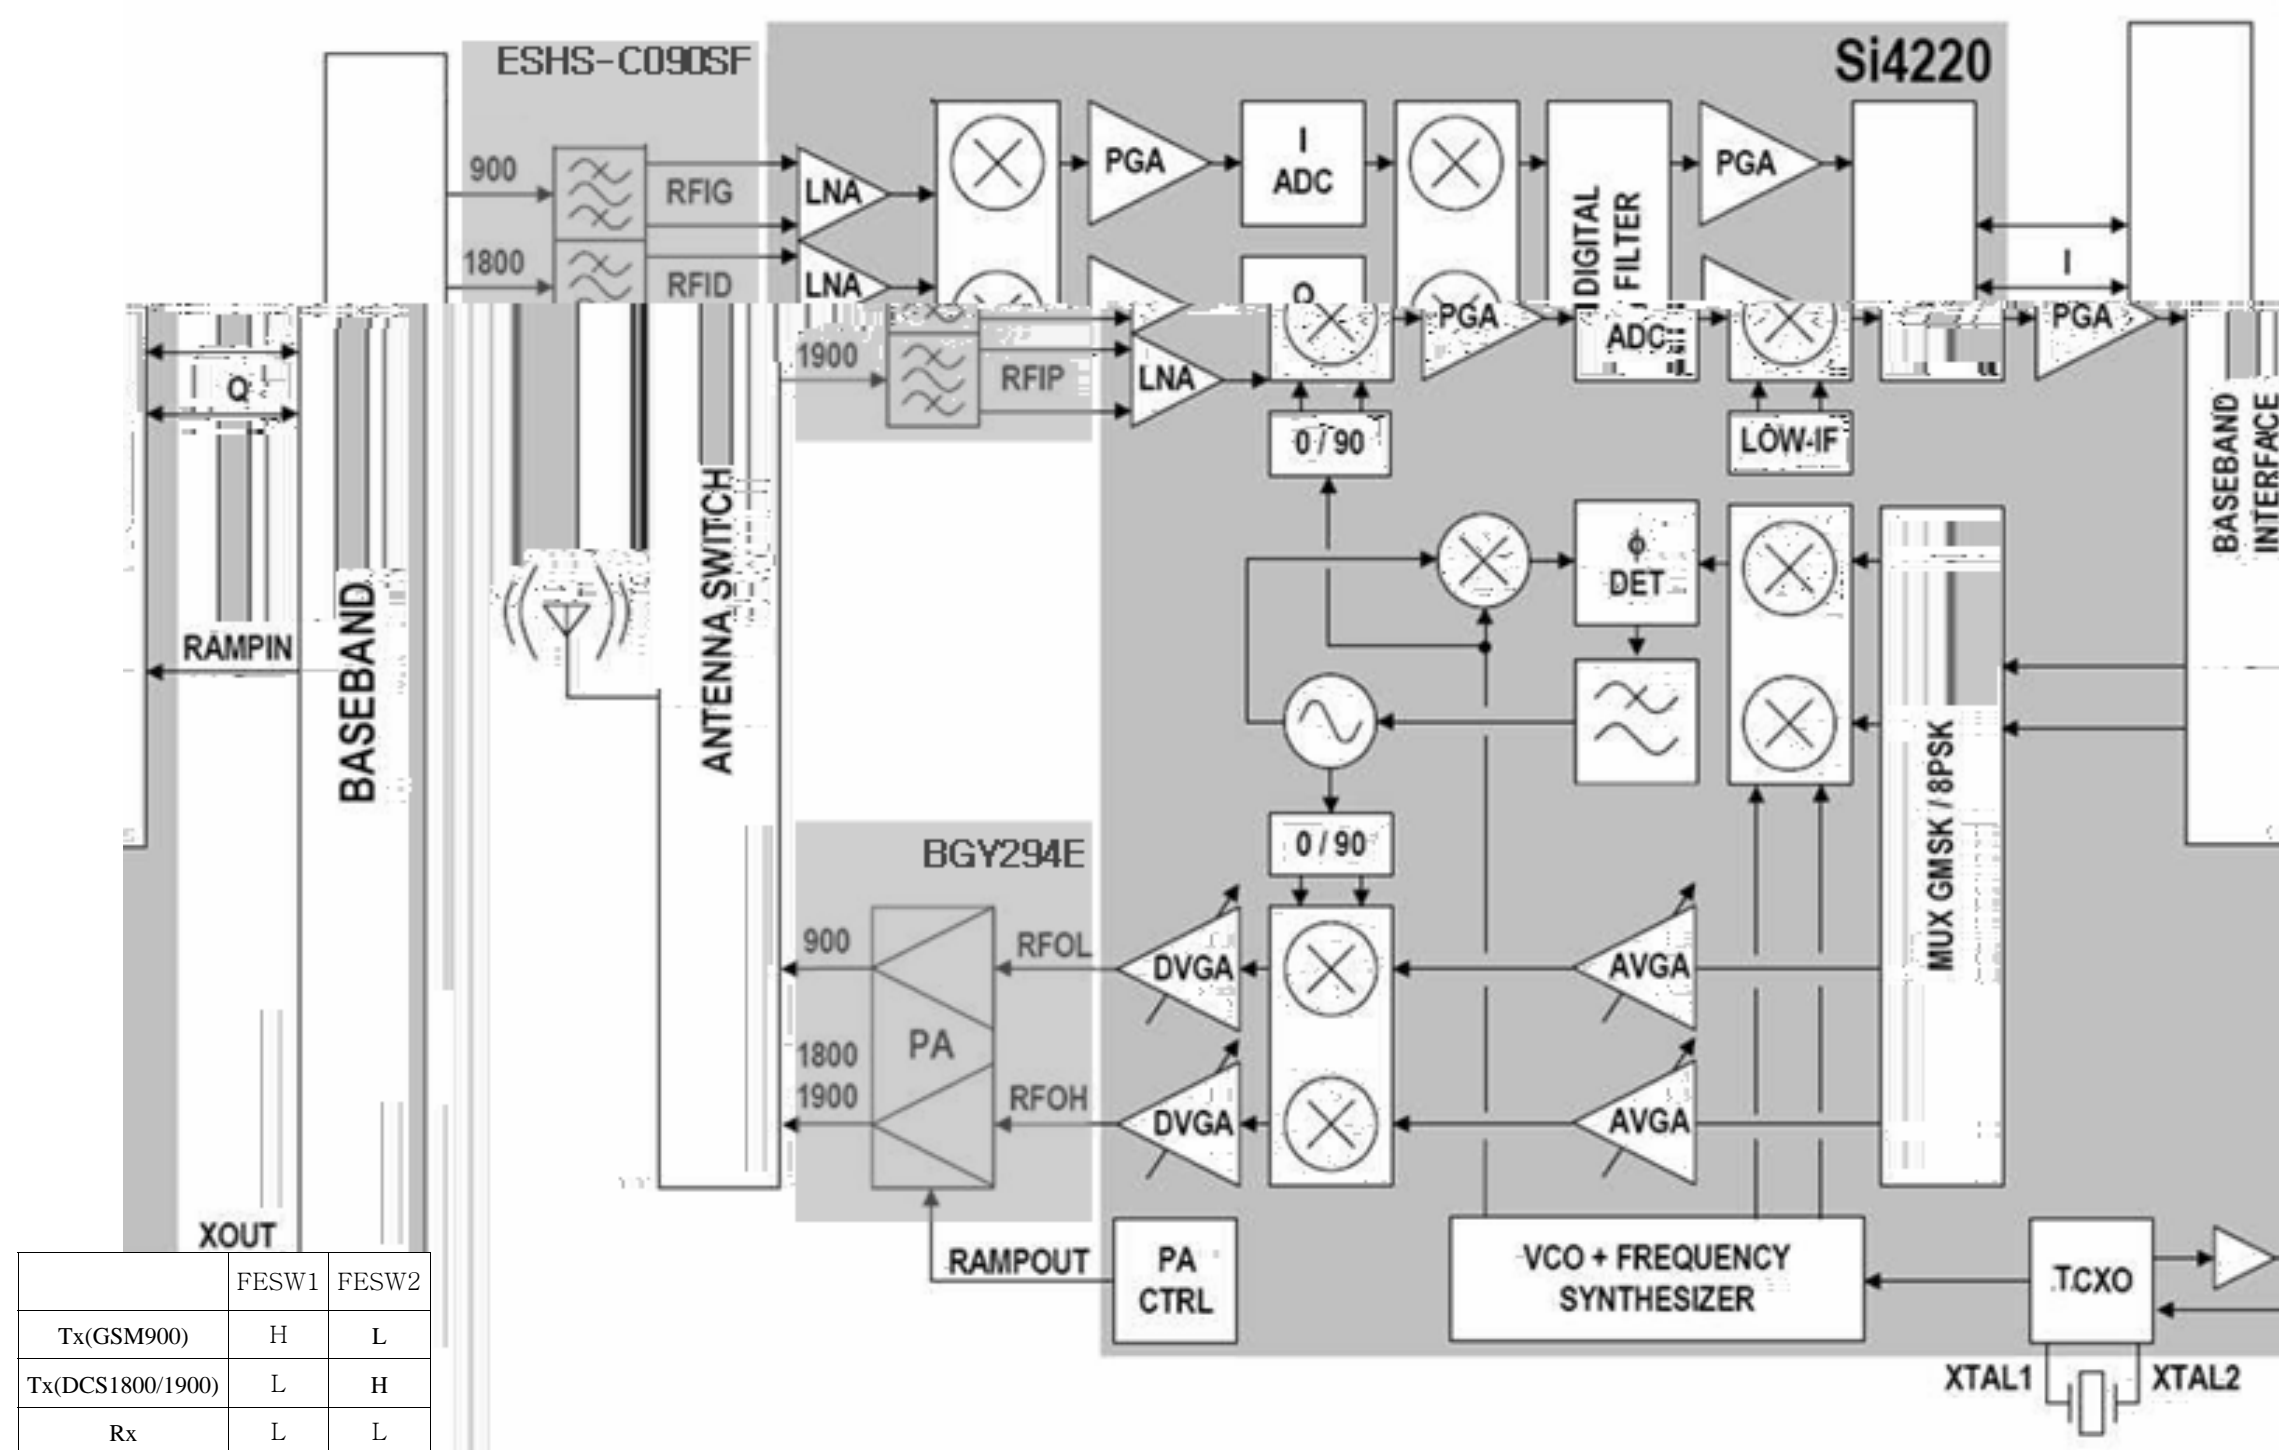 ESHS-C090SF
Si4220
900
RFIG
LNA
PGA
I
ADC
DIGITAL
FILTER
PGA
1800
RFID
LNA
I
Q
1900
RFIP
LNA
Q
PGA
ADC
PGA
0 / 90
LOW-IF
BASEBAND
INTERFACE
ANTENNA SWITCH
BASEBAND
RAMPIN
ϕ
DET
MUX GMSK / 8PSK
0 / 90
BGY294E
900
RFOL
DVGA
AVGA
PA
1800
1900
RFOH
DVGA
AVGA
XOUT
RAMPOUT
PA
CTRL
VCO + FREQUENCY
SYNTHESIZER
TCXO
XTAL1
XTAL2
FESW1 FESW2
Tx(GSM900) H L
Tx(DCS1800/1900) L H
Rx L L